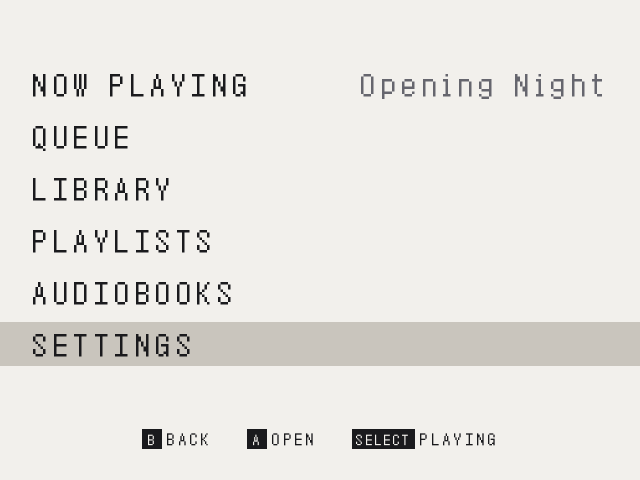 NOW PLAYING Opening Night
QUEUE
LIBRARY
PLAYLISTS
AUDIOBOOKS
SETTINGS
B BACK A OPEN SELECT PLAYING